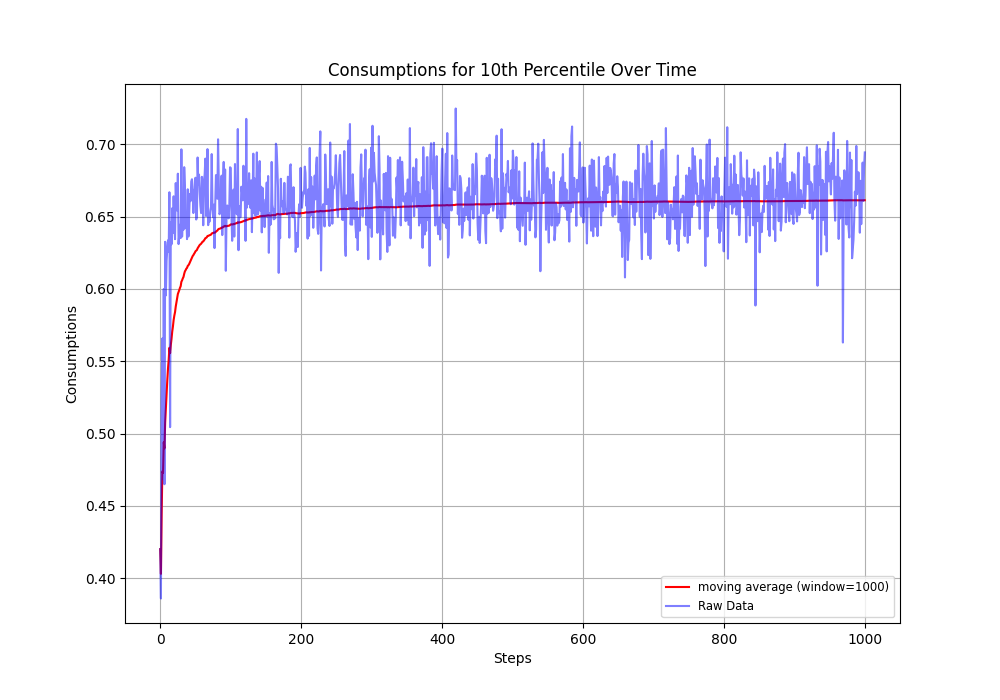 Consumptions for 10th Percentile Over Time
Consumptions
0.70
0.65
0.60
0.55
0.50
0.45
0.40
0
200
400
600
800
1000
Steps
moving average (window=1000)
Raw Data